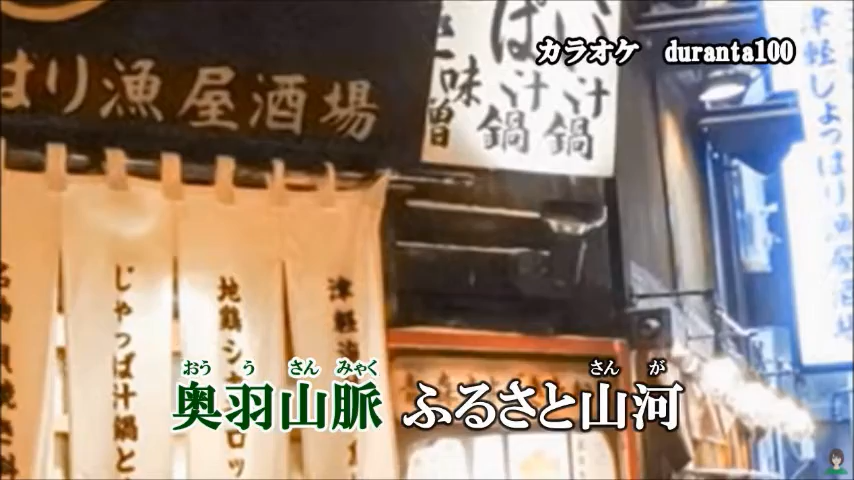 カラオケ duranta100
ぱり漁屋酒場
味
汁
鍋
汁
鍋
津軽じょっぱり漁屋酒場
じゃっぱ汁鍋と
地鶏シャ
津軽
おう う さん みゃく さん が
奥羽山脈 ふるさと山河